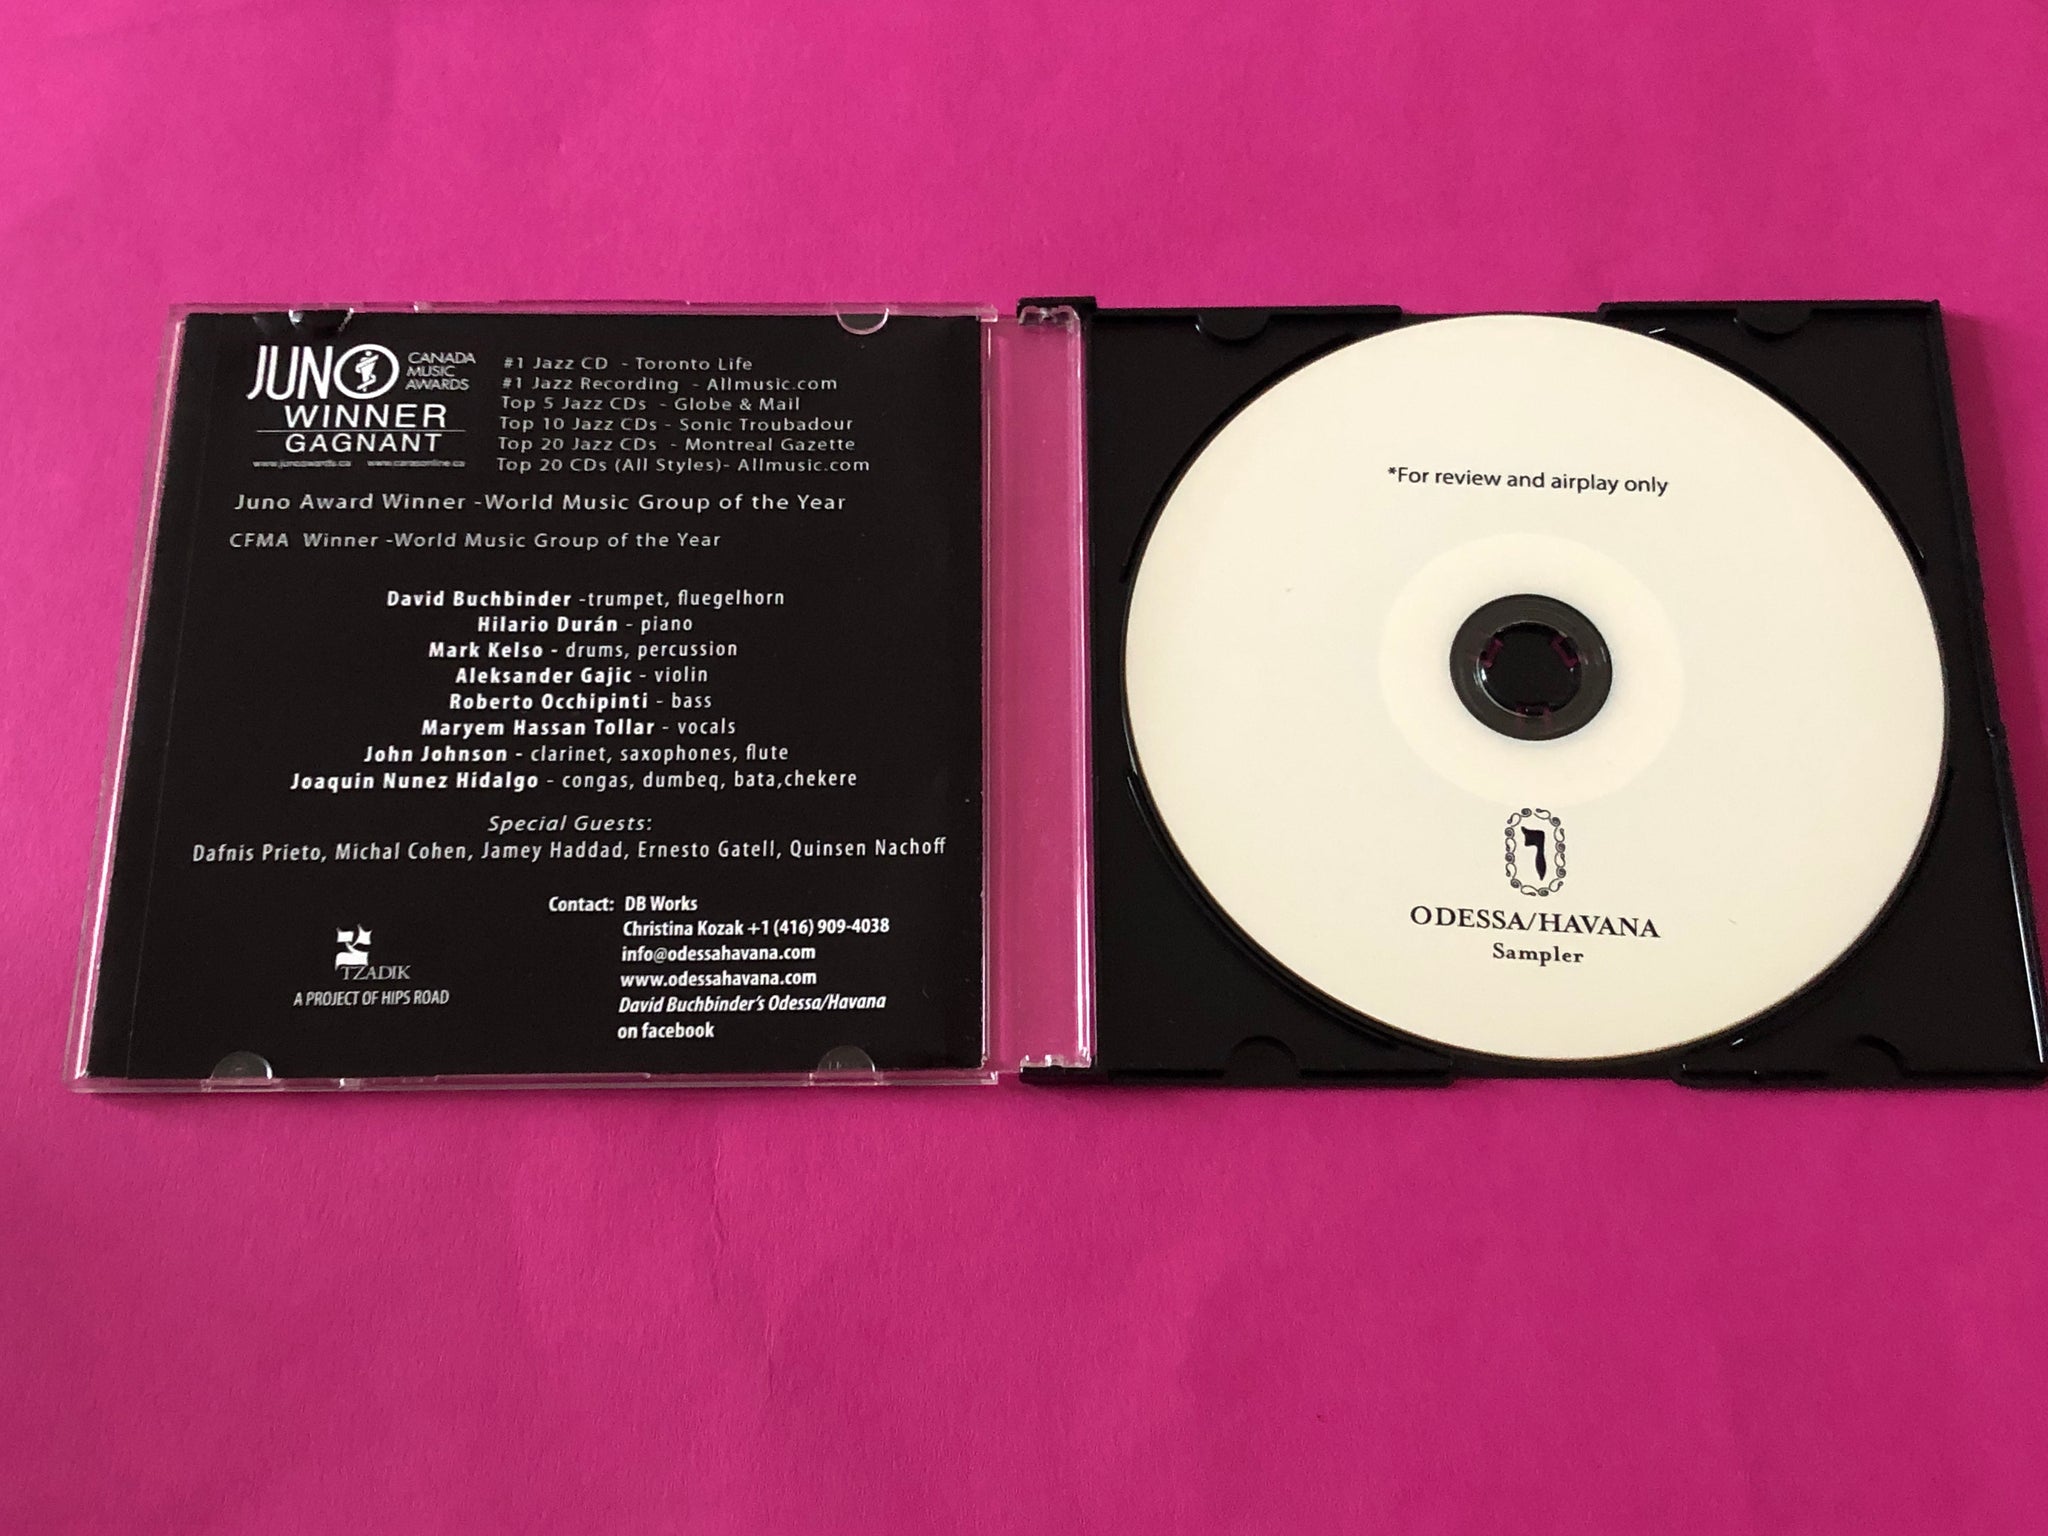 JUNO CANADA
MUSIC
AWARDS
WINNER
GAGNANT
www.junoawards.ca www.carasonline.ca
#1 Jazz CD - Toronto Life
#1 Jazz Recording - Allmusic.com
Top 5 Jazz CDs - Globe & Mail
Top 10 Jazz CDs - Sonic Troubadour
Top 20 Jazz CDs - Montreal Gazette
Top 20 CDs (All Styles)- Allmusic.com
Juno Award Winner -World Music Group of the Year
CFMA Winner -World Music Group of the Year
David Buchbinder -trumpet, fluegelhorn
Hilario Durán - piano
Mark Kelso - drums, percussion
Aleksander Gajic - violin
Roberto Occhipinti - bass
Maryem Hassan Tollar - vocals
John Johnson - clarinet, saxophones, flute
Joaquin Nunez Hidalgo - congas, dumbeq, bata,chekere
Special Guests:
Dafnis Prieto, Michal Cohen, Jamey Haddad, Ernesto Gatell, Quinsen Nachoff
צ
TZADIK
A PROJECT OF HIPS ROAD
Contact: DB Works
Christina Kozak +1 (416) 909-4038
info@odessahavana.com
www.odessahavana.com
David Buchbinder's Odessa/Havana
on facebook
*For review and airplay only
ו
ODESSA/HAVANA
Sampler